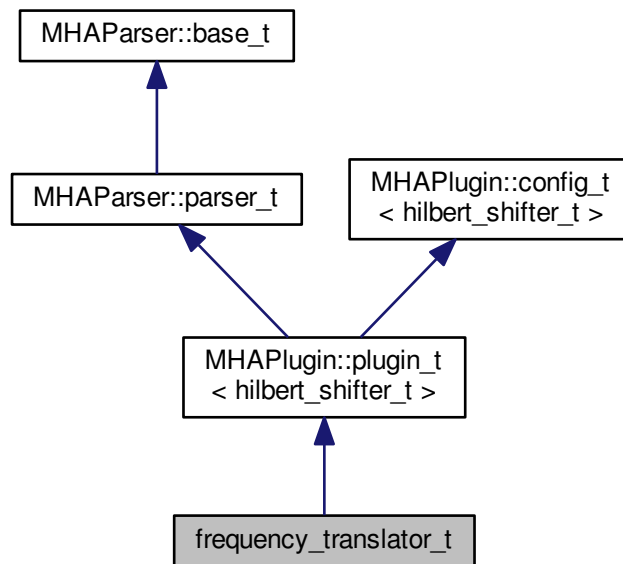 MHAParser::base_t
MHAParser::parser_t
MHAPlugin::config_t
< hilbert_shifter_t >
MHAPlugin::plugin_t
< hilbert_shifter_t >
frequency_translator_t